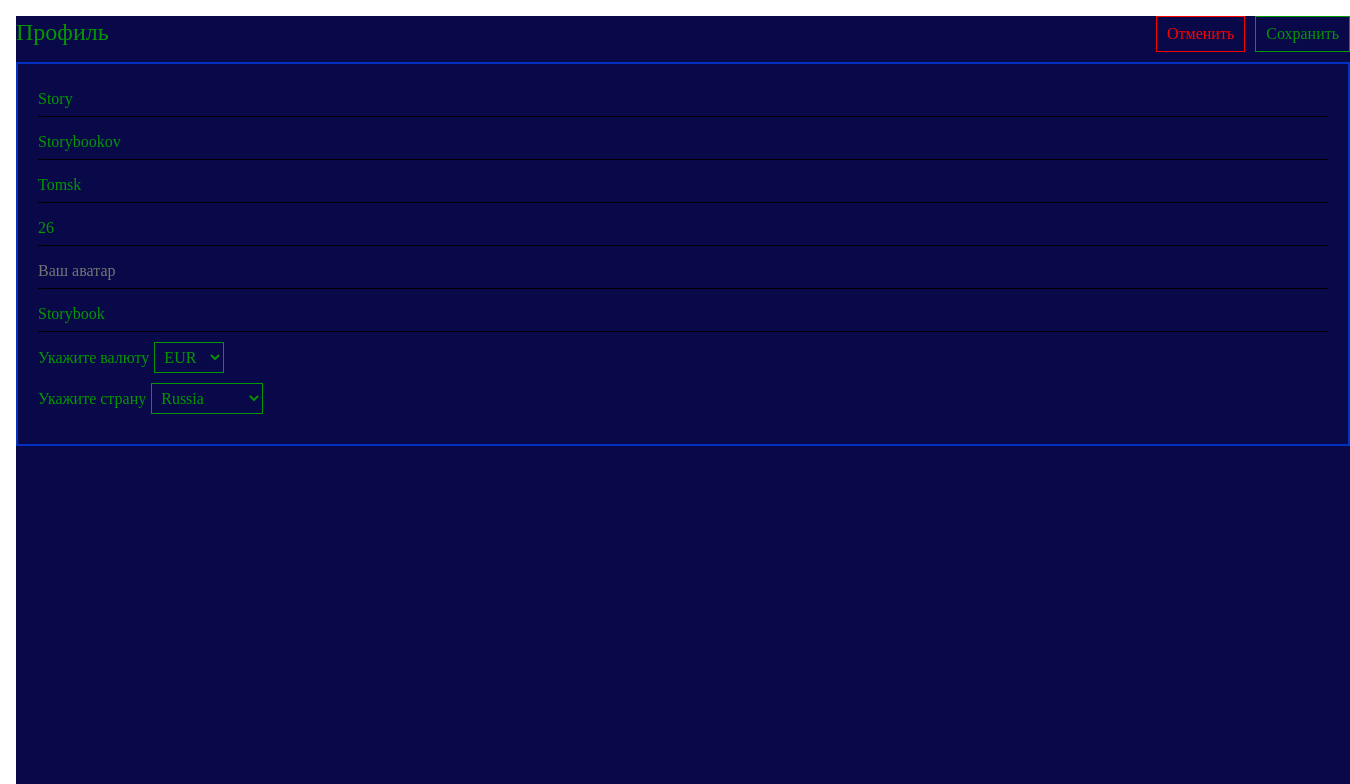 Профиль
Отменить
Сохранить
Story
Storybookov
Tomsk
26
Ваш аватар
Storybook
Укажите валюту EUR
Укажите страну Russia